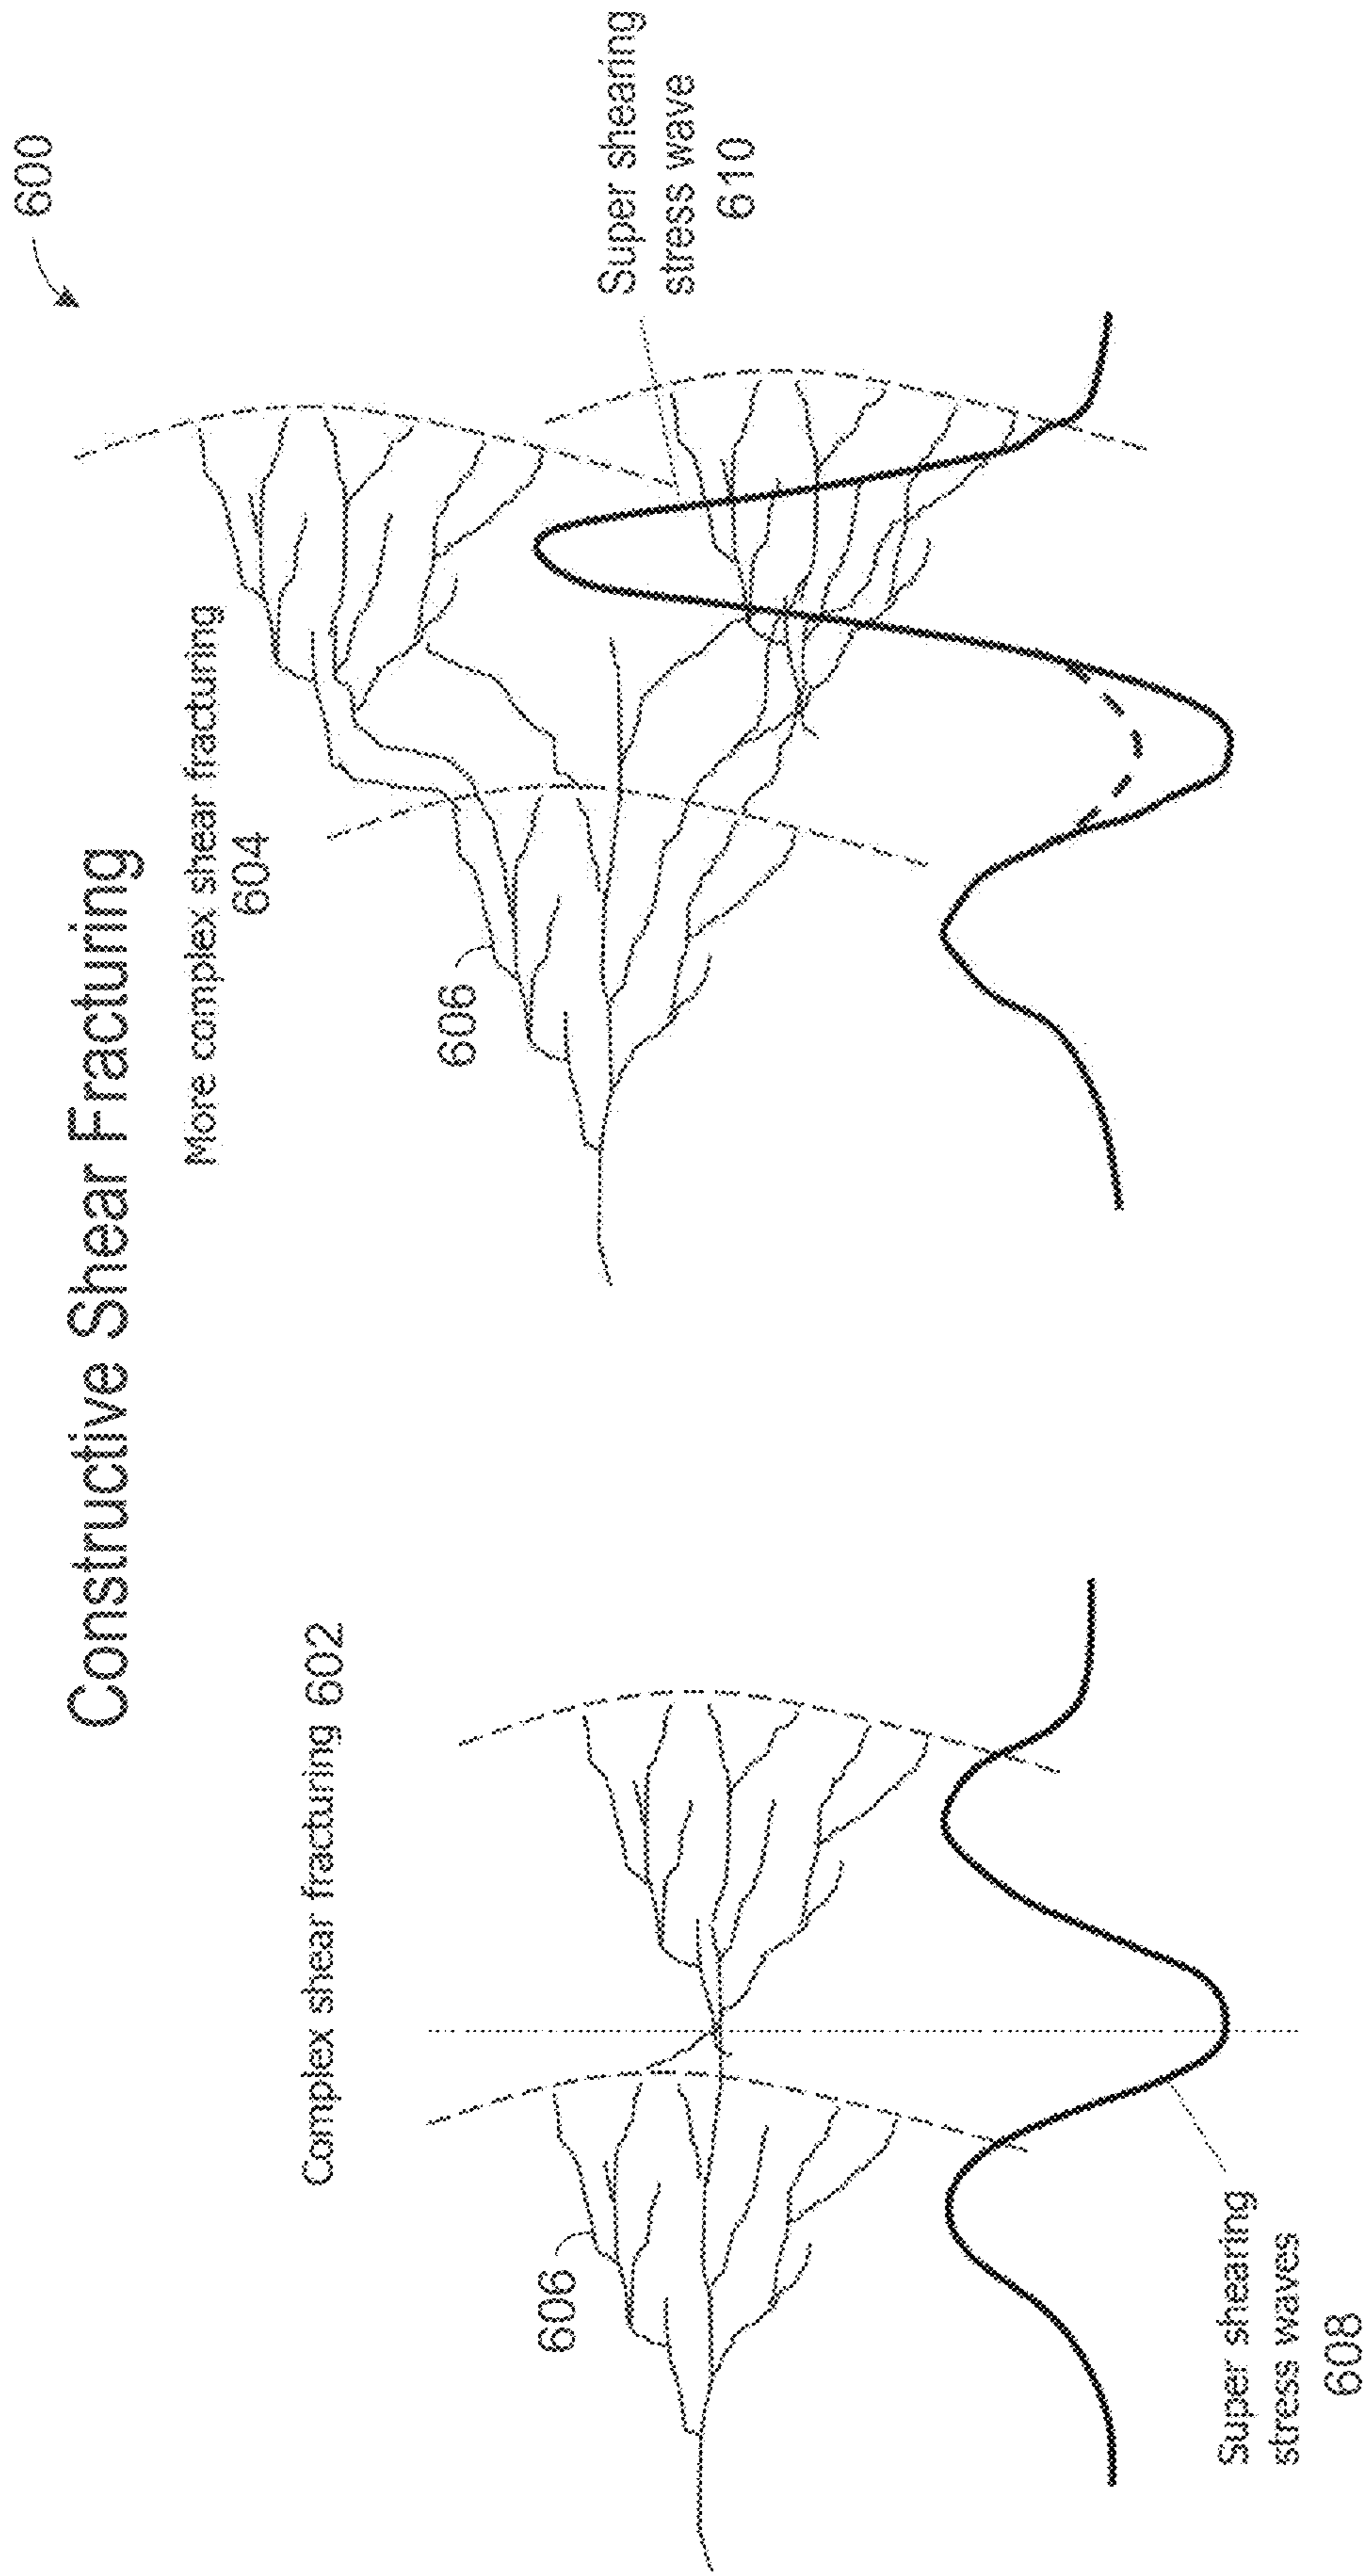 600
Constructive Shear Fracturing
Complex shear fracturing 602
606
Super shearing
stress waves
608
More complex shear fracturing
604
606
Super shearing
stress wave
610